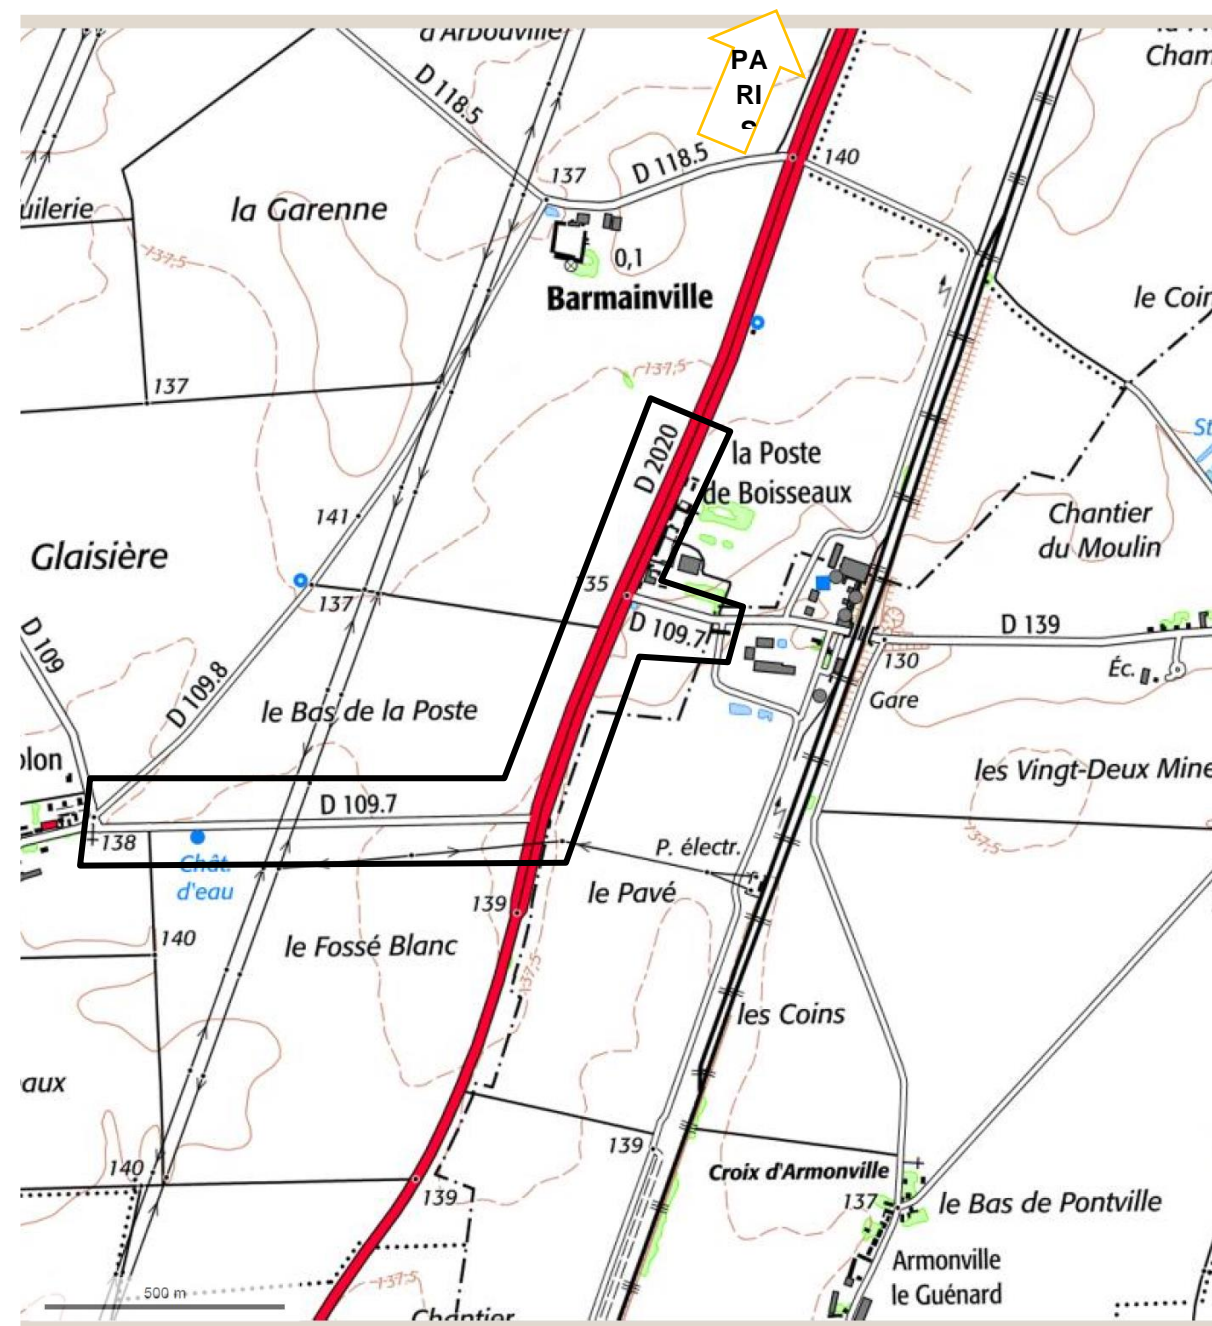 d'Arbouville
Cham
PA
RI
S
D 118.5
D 118.5
140
137
uilerie
la Garenne
137,5
0,1
Barmainville
le Coin
137
137,5
St
D 2020
la Poste
de Boisseaux
141
Chantier
du Moulin
Glaisière
137
135
D 109.7
D 139
D 109
130
Éc.
D 109.8
Gare
le Bas de la Poste
olon
les Vingt-Deux Mine
D 109.7
138
137,5
Chât.
d'eau
P. électr.
le Pavé
139
140
le Fossé Blanc
137,5
les Coins
aux
139
140
Croix d'Armonville
139
137
le Bas de Pontville
Armonville
le Guénard
137,5
500 m
Chantier